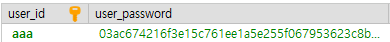 user_id user_password
aaa 03ac674216f3e15c761ee1a5e255f067953623c8b...